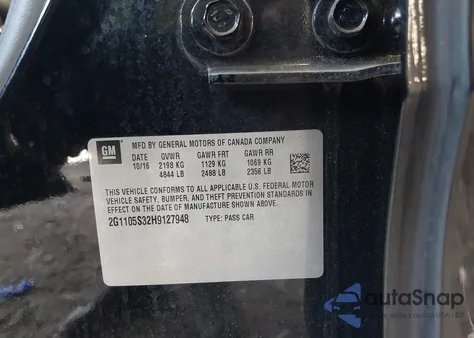 GM
MFD BY GENERAL MOTORS OF CANADA COMPANY
DATE GVWR GAWR FRT GAWR RR
10/16 2198 KG 1129 KG 1069 KG
4844 LB 2488 LB 2356 LB
THIS VEHICLE CONFORMS TO ALL APPLICABLE U.S. FEDERAL MOTOR
VEHICLE SAFETY, BUMPER, AND THEFT PREVENTION STANDARDS IN
EFFECT ON THE DATE OF MANUFACTURE SHOWN ABOVE.
2G1105S32H9127948 TYPE: PASS CAR
autoSnap